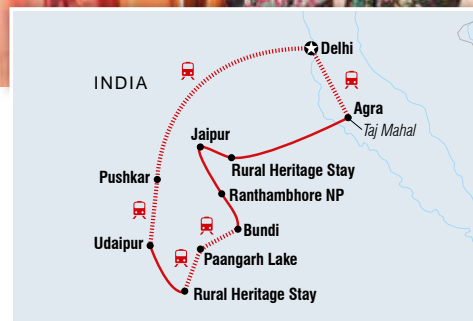 Delhi
INDIA
Agra
Taj Mahal
Jaipur
Rural Heritage Stay
Pushkar
Ranthambhore NP
Bundi
Udaipur
Paangarh Lake
Rural Heritage Stay